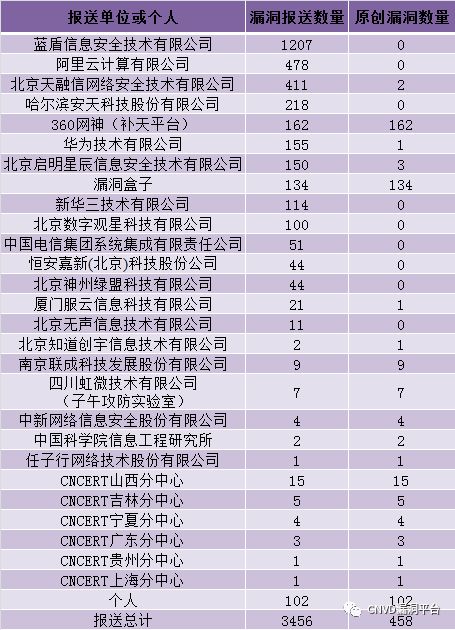 报送单位或个人 漏洞报送数量 原创漏洞数量
蓝盾信息安全技术有限公司 1207 0
阿里云计算有限公司 478 0
北京天融信网络安全技术有限公司 411 2
哈尔滨安天科技股份有限公司 218 0
360网神（补天平台） 162 162
华为技术有限公司 155 1
北京启明星辰信息安全技术有限公司 150 3
漏洞盒子 134 134
新华三技术有限公司 114 0
北京数字观星科技有限公司 100 0
中国电信集团系统集成有限责任公司 51 0
恒安嘉新(北京)科技股份公司 44 0
北京神州绿盟科技有限公司 44 0
厦门服云信息科技有限公司 21 1
北京无声信息技术有限公司 11 0
北京知道创宇信息技术有限公司 2 1
南京联成科技发展股份有限公司 9 9
四川虹微技术有限公司
（子午攻防实验室） 7 7
中新网络信息安全股份有限公司 4 4
中国科学院信息工程研究所 2 2
任子行网络技术股份有限公司 1 1
CNCERT山西分中心 15 15
CNCERT吉林分中心 5 5
CNCERT宁夏分中心 4 4
CNCERT广东分中心 3 3
CNCERT贵州分中心 1 1
CNCERT上海分中心 1 1
个人 102 102
报送总计 3456 458
CNVD漏洞平台